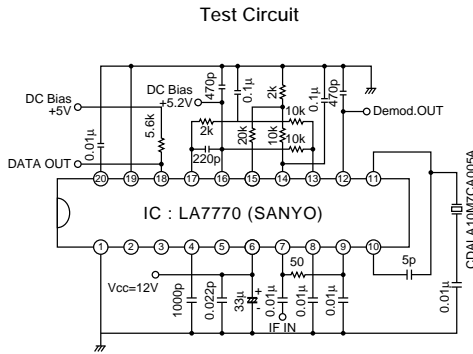 Test Circuit
DC Bias
+5V
DC Bias
+5.2V
470p
0.1μ
2k
0.1μ
470p
Demod.OUT
5.6k
2k
10k
20k
10k
10k
DATA OUT
0.01μ
220p
20 19 18 17 16 15 14 13 12 11
IC : LA7770 (SANYO)
CDALA10M7CA005A
1 2 3 4 5 6 7 8 9 10
Vcc=12V
50
5p
1000p
0.022p
33μ
+
-
0.01μ
0.01μ
0.01μ
0.01μ
IF IN